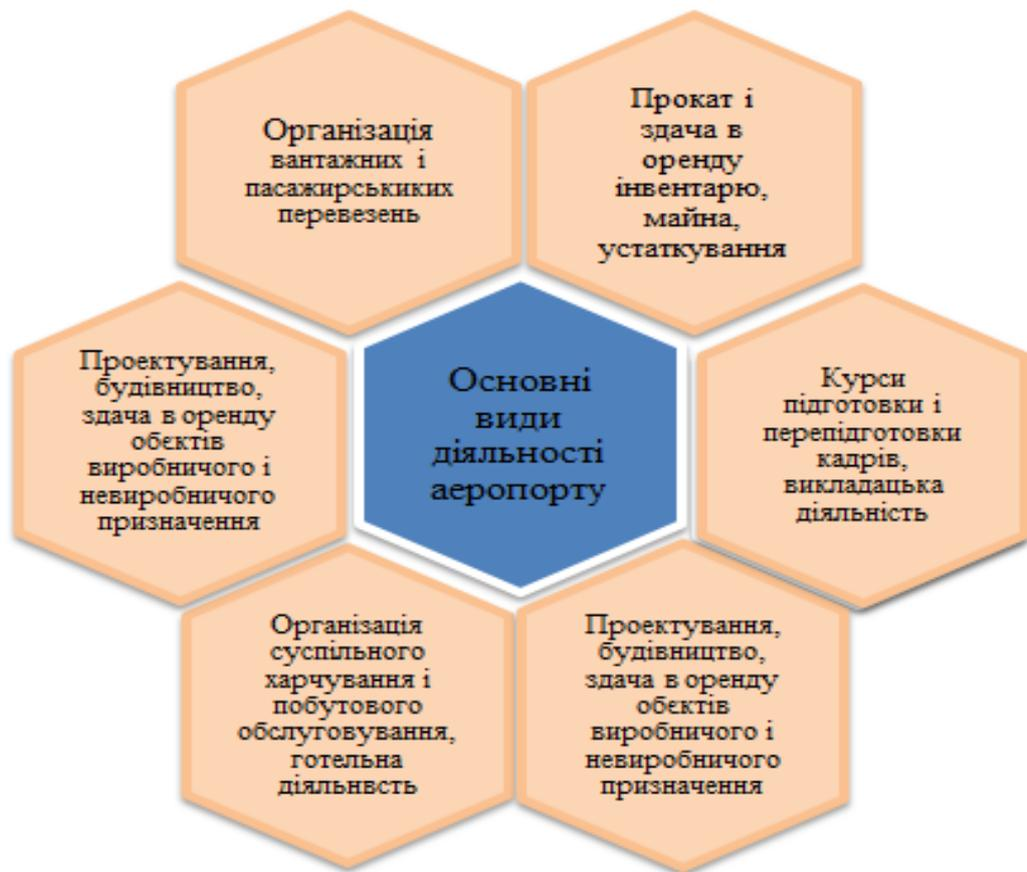 Організація
вантажних і
пасажирськиких
перевезень
Прокат і
здача в
оренду
інвентарю,
майна,
устаткування
Проектування,
будівництво,
здача в оренду
обєктів
виробничого і
невиробничого
призначення
Основні
види
діяльності
аеропорту
Курси
підготовки і
перепідготовки
кадрів,
викладацька
діяльність
Організація
суспільного
харчування і
побутового
обслуговування,
готельна
діяльнвсть
Проектування,
будівництво,
здача в оренду
обєктів
виробничого і
невиробничого
призначення